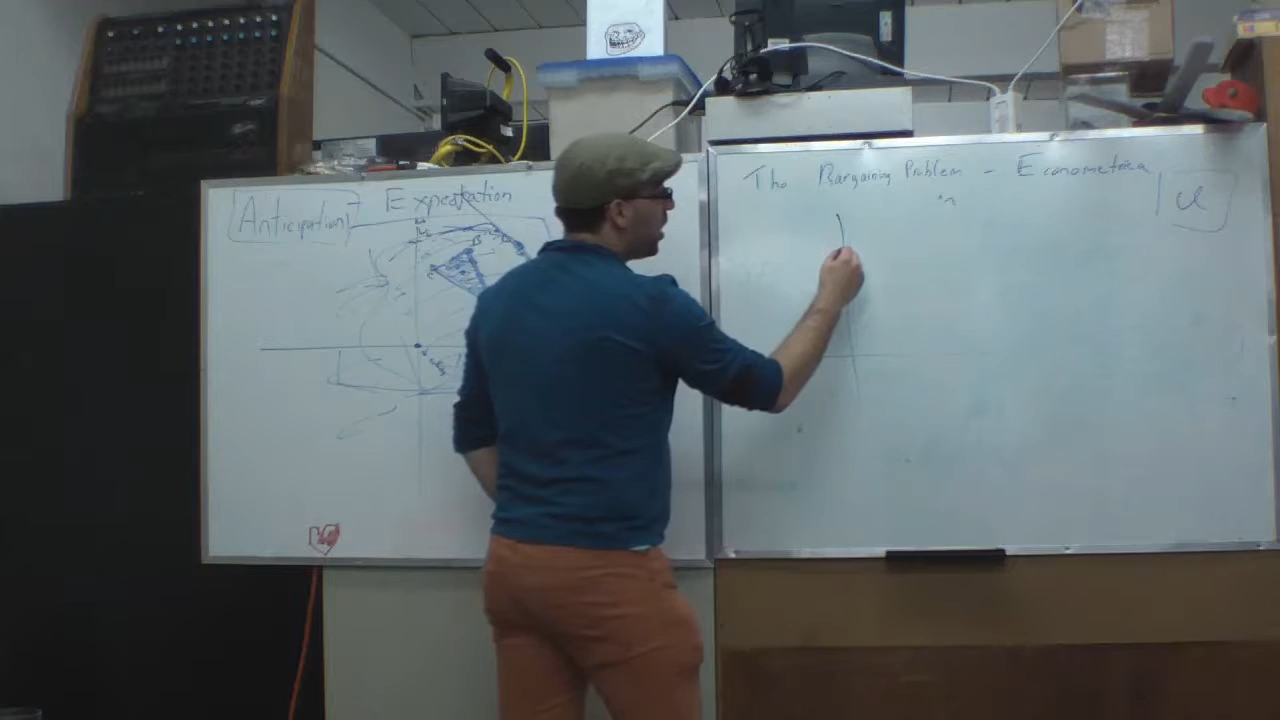 Anticipation Expectation
The Bargaining Problem - Econometrica